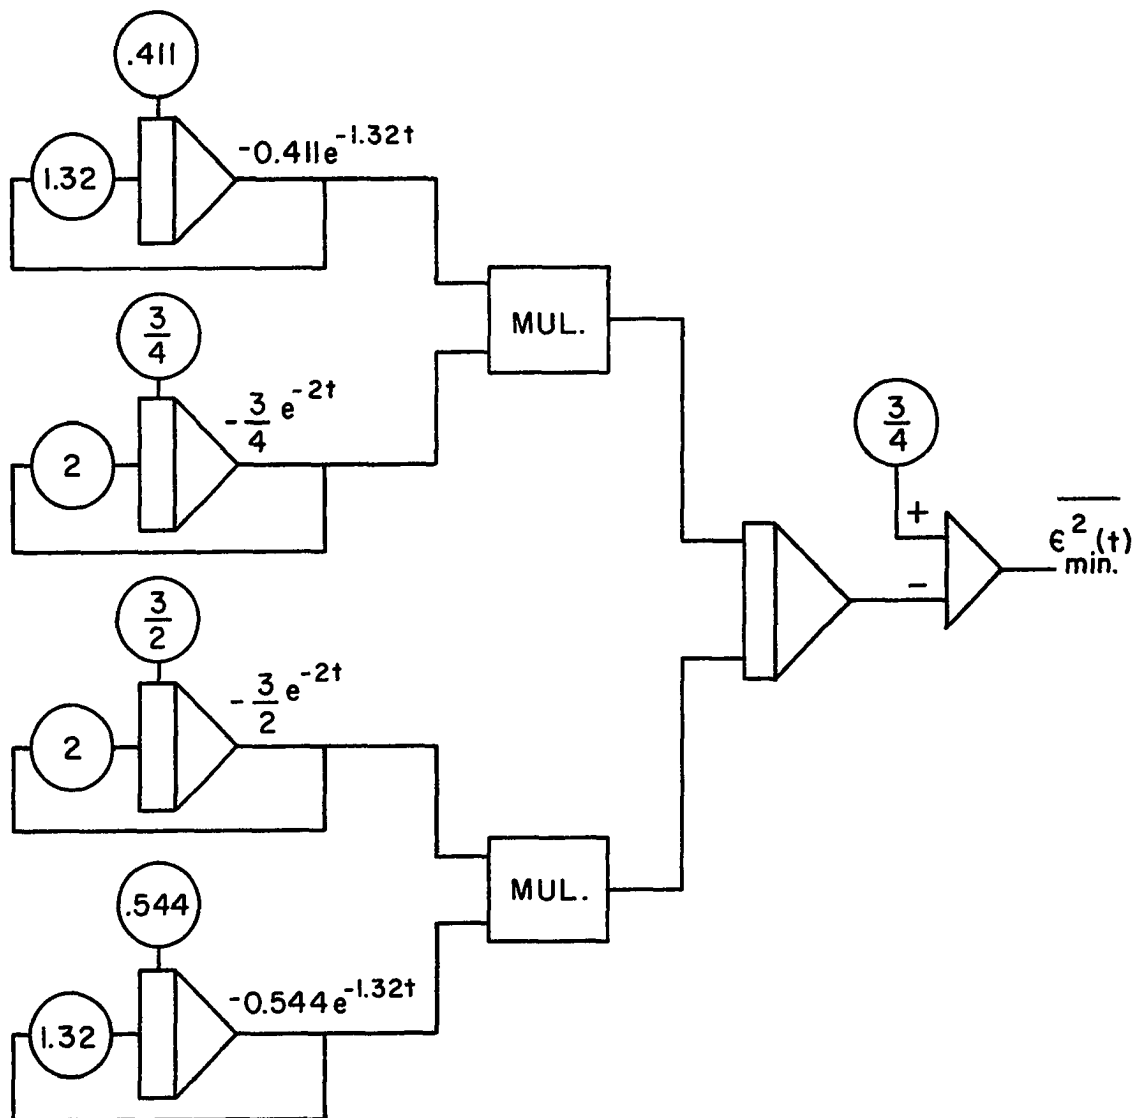 .411
1.32
-0.411e-1.32t
3/4
2
-3/4 e-2t
MUL.
3/4
+
-
ϵ2(t)
min.
3/2
2
-3/2 e-2t
MUL.
.544
1.32
-0.544e-1.32t